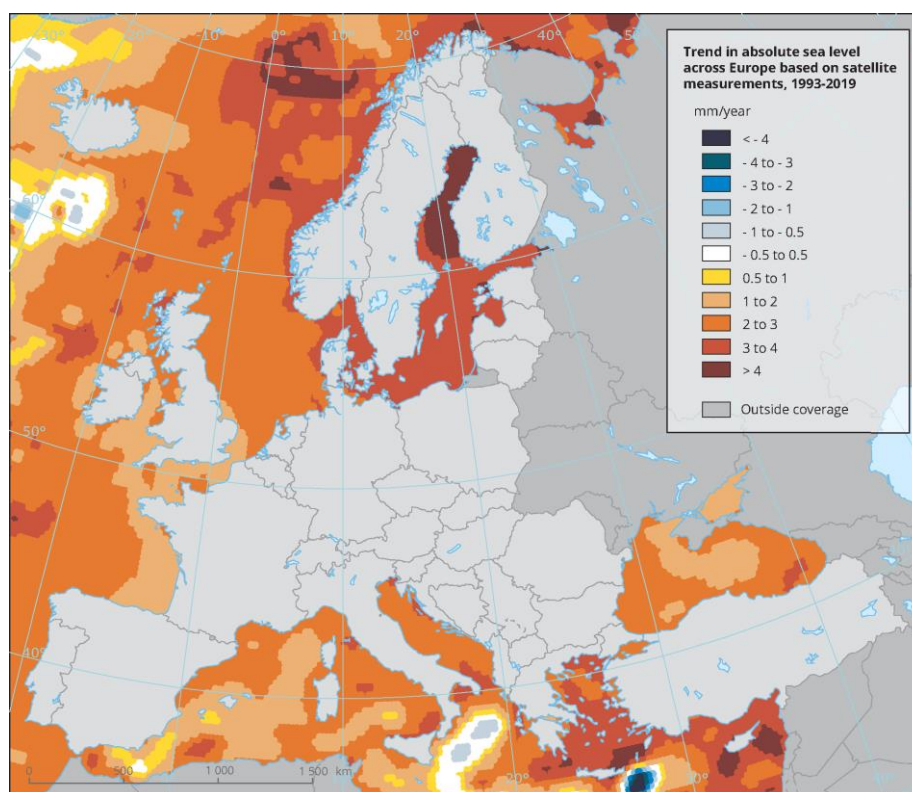 -20°
-10°
0°
10°
20°
30°
40°
50°
60°
50°
40°
Trend in absolute sea level
across Europe based on satellite
measurements, 1993-2019
mm/year
< - 4
- 4 to - 3
- 3 to - 2
- 2 to - 1
- 1 to - 0.5
- 0.5 to 0.5
0.5 to 1
1 to 2
2 to 3
3 to 4
> 4
Outside coverage
0 500 1 000 1 500 km
20°
30°
40°